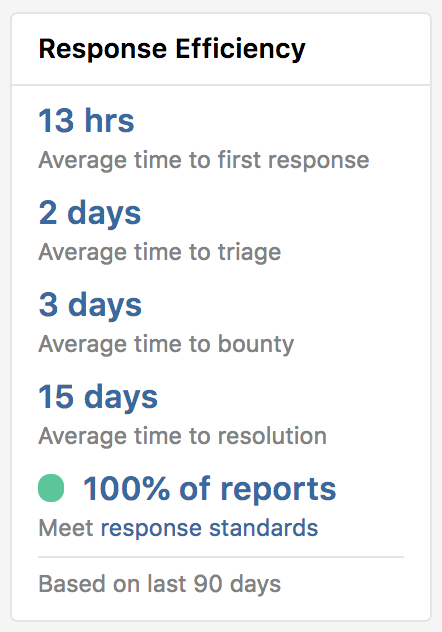 Response Efficiency
13 hrs
Average time to first response
2 days
Average time to triage
3 days
Average time to bounty
15 days
Average time to resolution
100% of reports
Meet response standards
Based on last 90 days